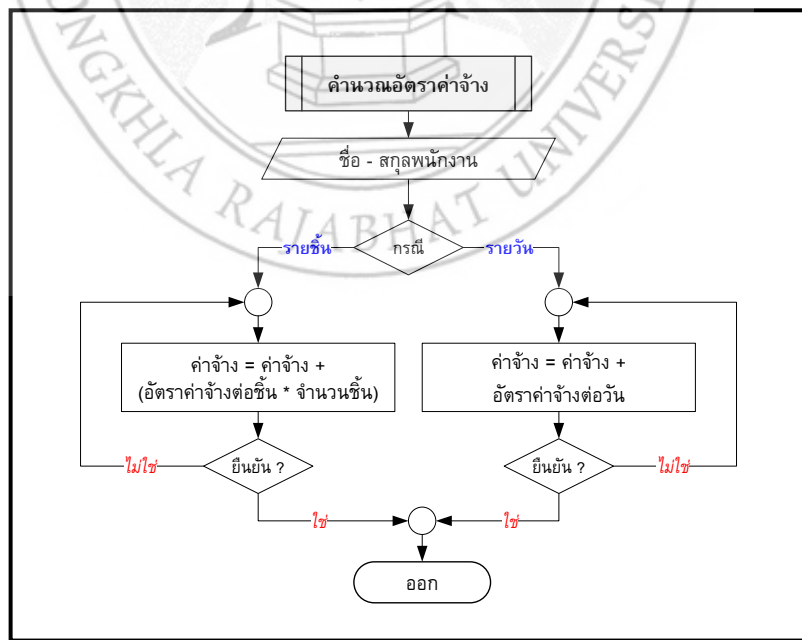 คำนวณอัตราค่าจ้าง
ชื่อ - สกุลพนักงาน
กรณี
รายชิ้น
รายวัน
ค่าจ้าง = ค่าจ้าง +
(อัตราค่าจ้างต่อชิ้น * จำนวนชิ้น)
ค่าจ้าง = ค่าจ้าง +
อัตราค่าจ้างต่อวัน
ไม่ใช่
ยืนยัน ?
ยืนยัน ?
ไม่ใช่
ใช่
ใช่
ออก
ONGKHLA RAJABHAT UNIVERS